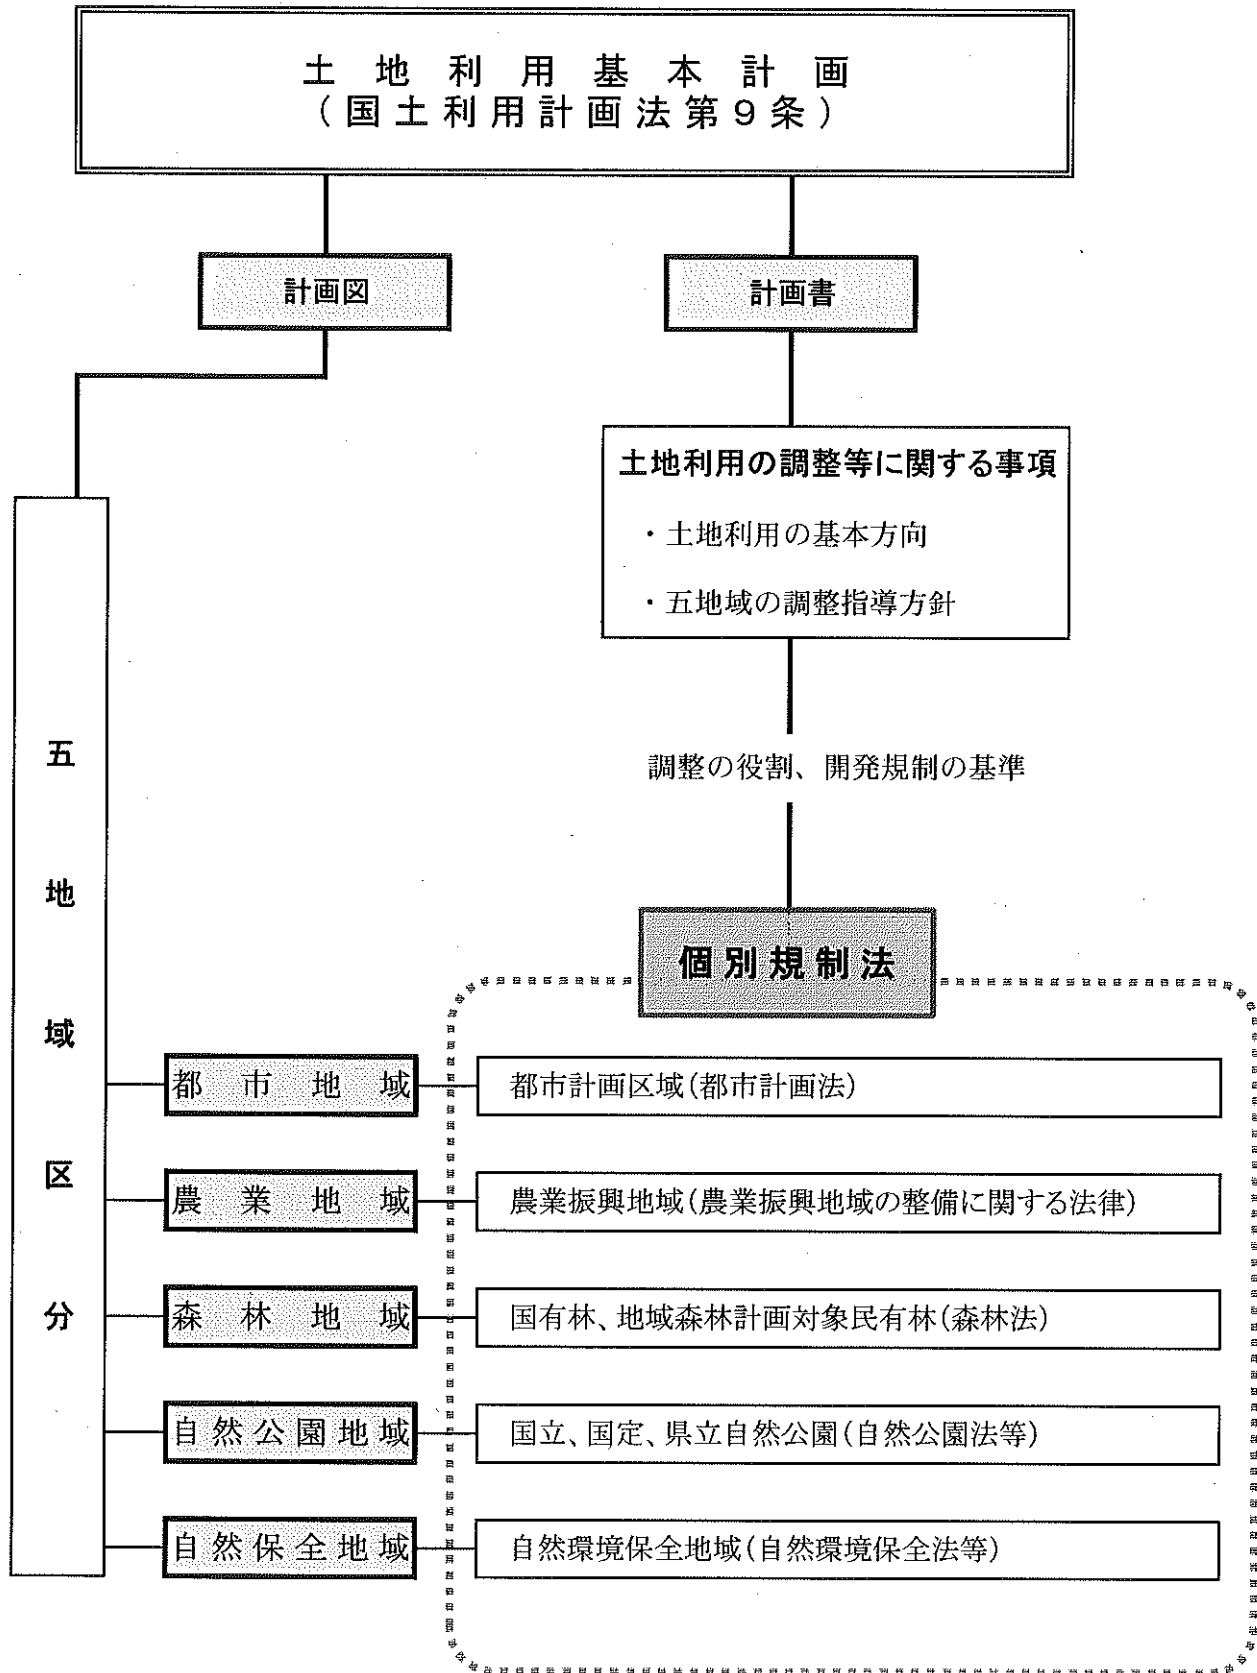 土地利用基本計画
(国土利用計画法第9条)
計画図
計画書
土地利用の調整等に関する事項
・土地利用の基本方向
・五地域の調整指導方針
調整の役割、開発規制の基準
個別規制法
五地域区分
都市地域
都市計画区域(都市計画法)
農業地域
農業振興地域(農業振興地域の整備に関する法律)
森林地域
国有林、地域森林計画対象民有林(森林法)
自然公園地域
国立、国定、県立自然公園(自然公園法等)
自然保全地域
自然環境保全地域(自然環境保全法等)